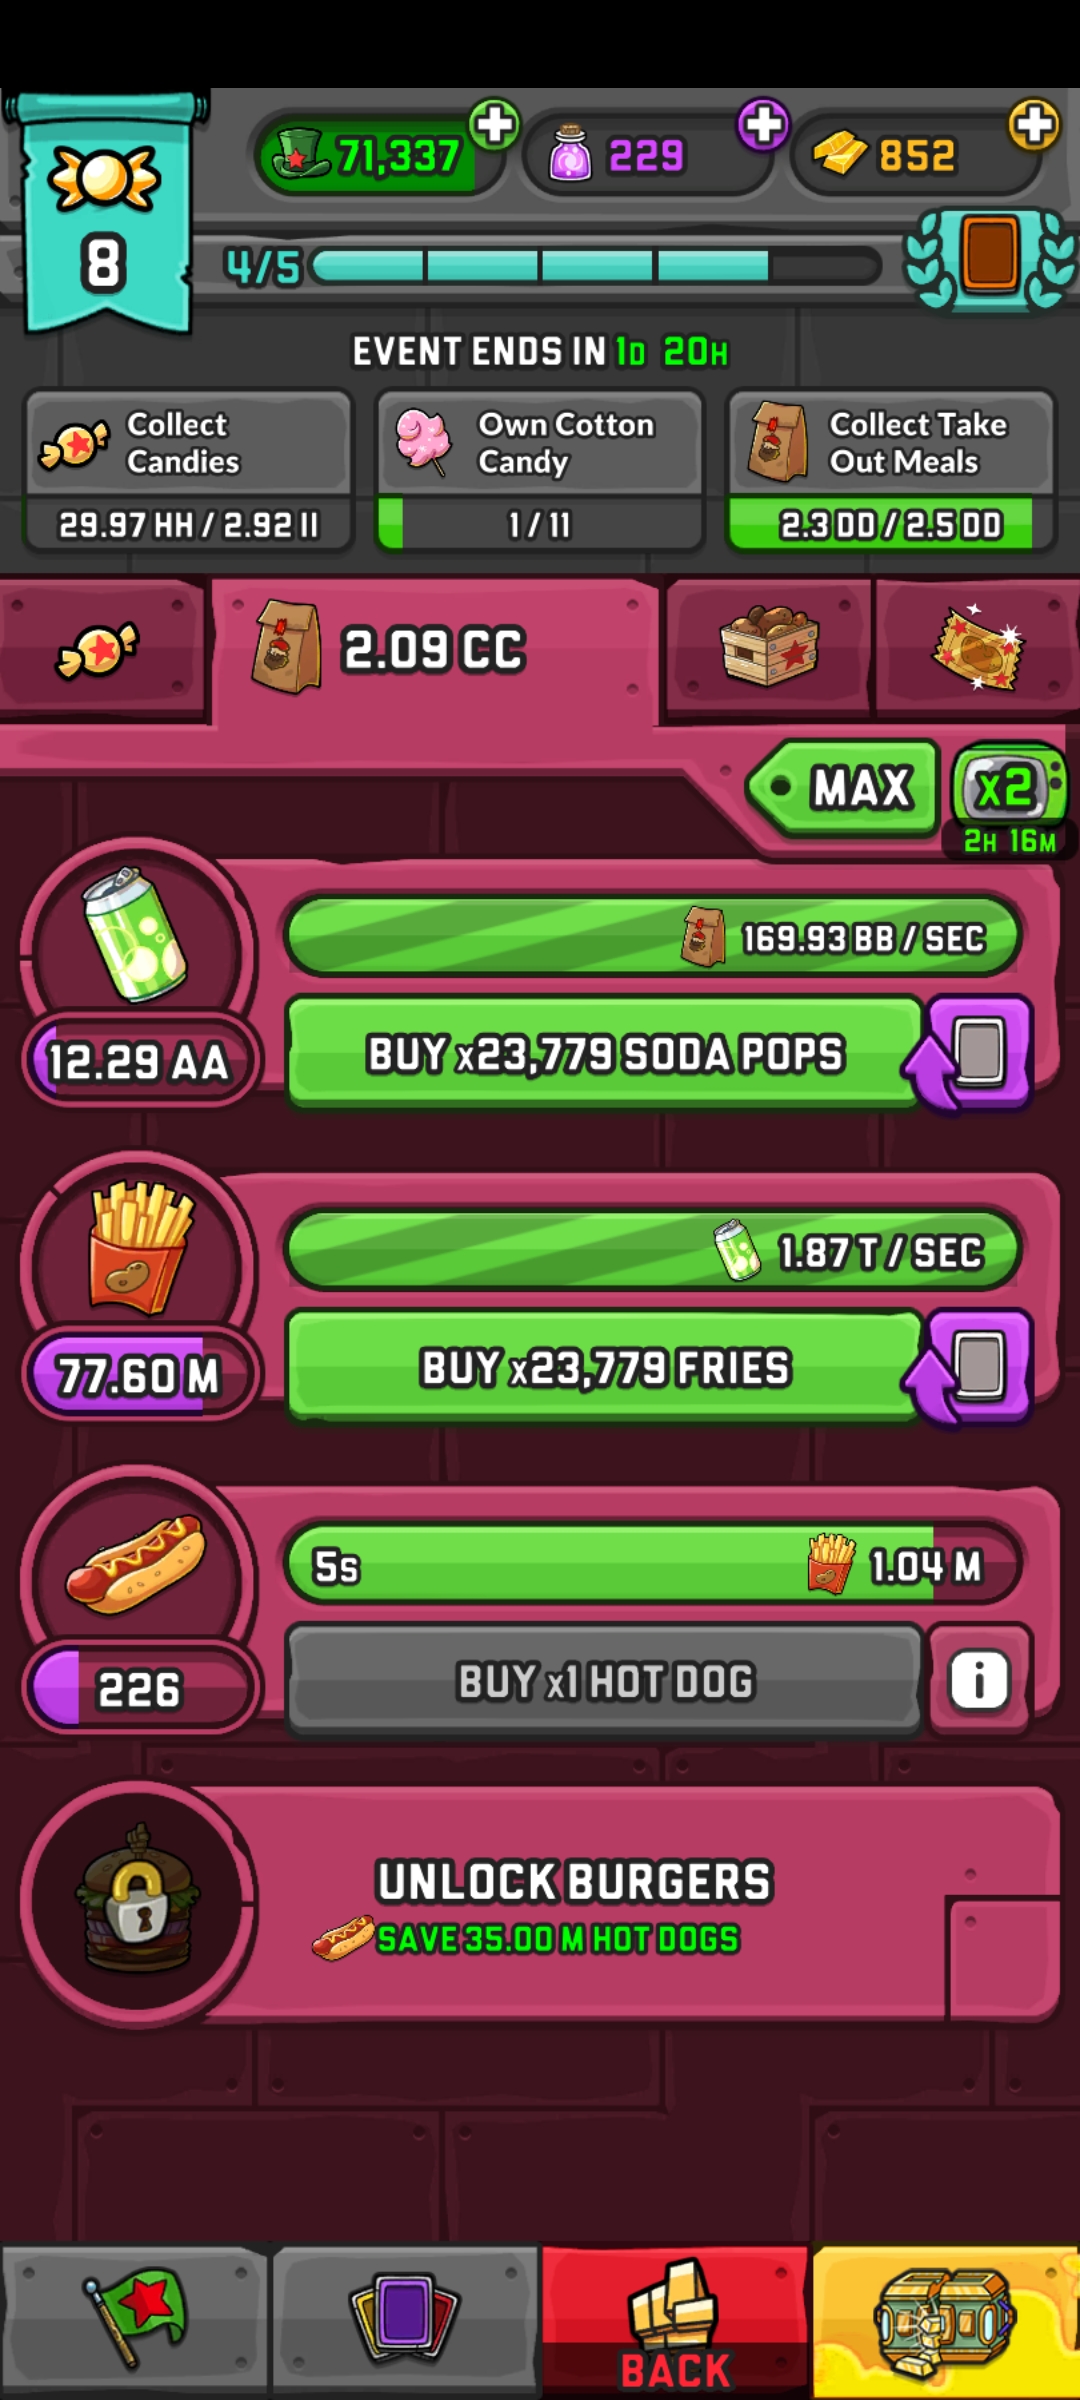 71,337
229
852
8
4/5
EVENT ENDS IN 1D 20H
Collect Candies
29.97 HH / 2.92 II
Own Cotton Candy
1 / 11
Collect Take Out Meals
2.3 DD / 2.5 DD
2.09 CC
MAX
x2
2H 16M
169.93 BB / SEC
12.29 AA
BUY x23,779 SODA POPS
1.87 T / SEC
77.60 M
BUY x23,779 FRIES
5s
1.04 M
226
BUY x1 HOT DOG
i
UNLOCK BURGERS
SAVE 35.00 M HOT DOGS
BACK